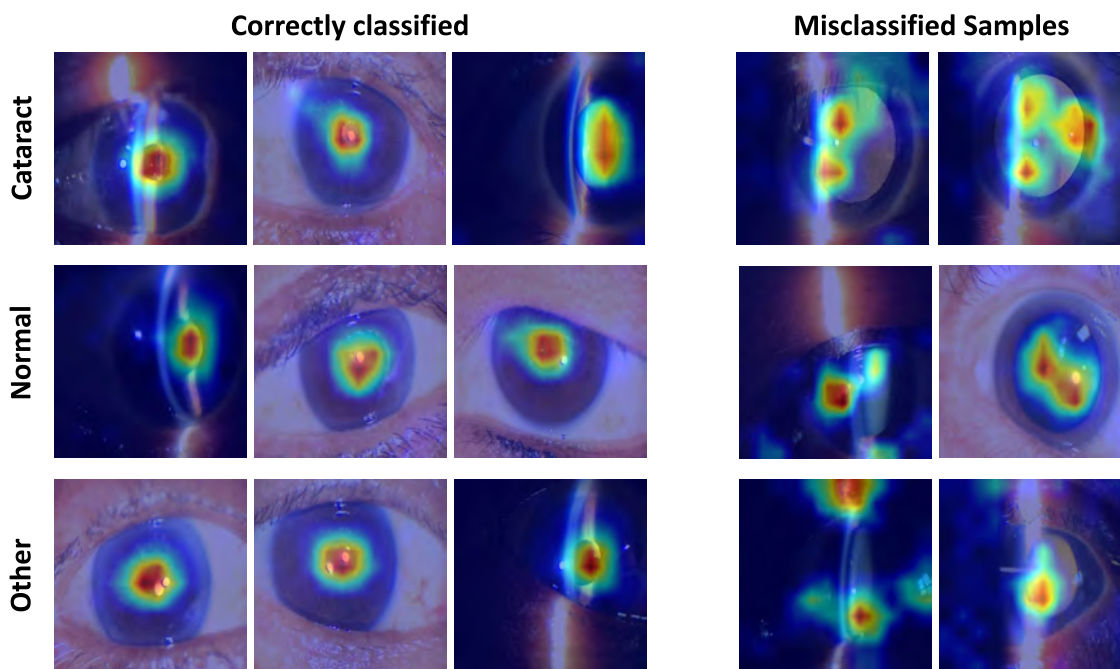 Correctly classified
Misclassified Samples
Cataract
Normal
Other